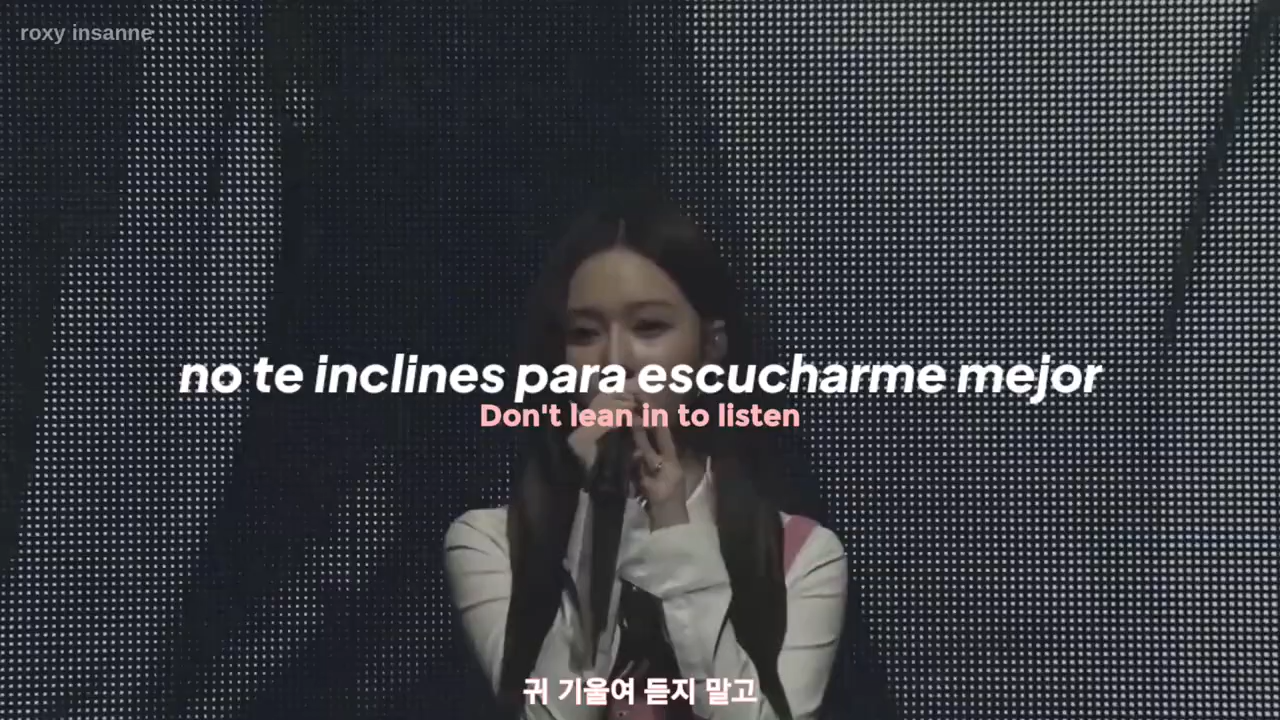 roxy insanne
no te inclines para escucharme mejor
Don't lean in to listen
귀 기울여 듣지 말고